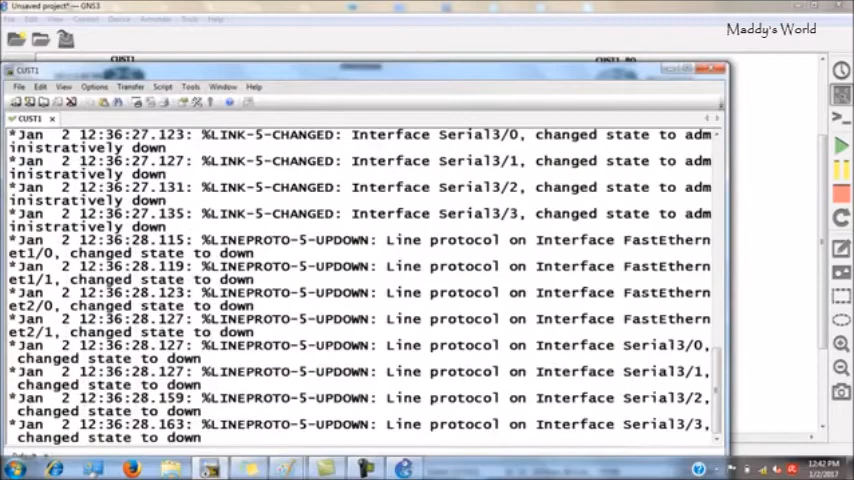 Unsaved project* — GNS3
File Edit View Control Device Annotate Tools Help
Maddy's World
CUST1
CUST1
File Edit View Options Transfer Script Tools Window Help
CUST1
*Jan  2 12:36:27.123: %LINK-5-CHANGED: Interface Serial3/0, changed state to adm
inistratively down
*Jan  2 12:36:27.127: %LINK-5-CHANGED: Interface Serial3/1, changed state to adm
inistratively down
*Jan  2 12:36:27.131: %LINK-5-CHANGED: Interface Serial3/2, changed state to adm
inistratively down
*Jan  2 12:36:27.135: %LINK-5-CHANGED: Interface Serial3/3, changed state to adm
inistratively down
*Jan  2 12:36:28.115: %LINEPROTO-5-UPDOWN: Line protocol on Interface FastEthern
et1/0, changed state to down
*Jan  2 12:36:28.119: %LINEPROTO-5-UPDOWN: Line protocol on Interface FastEthern
et1/1, changed state to down
*Jan  2 12:36:28.123: %LINEPROTO-5-UPDOWN: Line protocol on Interface FastEthern
et2/0, changed state to down
*Jan  2 12:36:28.127: %LINEPROTO-5-UPDOWN: Line protocol on Interface FastEthern
et2/1, changed state to down
*Jan  2 12:36:28.127: %LINEPROTO-5-UPDOWN: Line protocol on Interface Serial3/0,
 changed state to down
*Jan  2 12:36:28.127: %LINEPROTO-5-UPDOWN: Line protocol on Interface Serial3/1,
 changed state to down
*Jan  2 12:36:28.159: %LINEPROTO-5-UPDOWN: Line protocol on Interface Serial3/2,
 changed state to down
*Jan  2 12:36:28.163: %LINEPROTO-5-UPDOWN: Line protocol on Interface Serial3/3,
 changed state to down
12:42 PM
1/2/2017